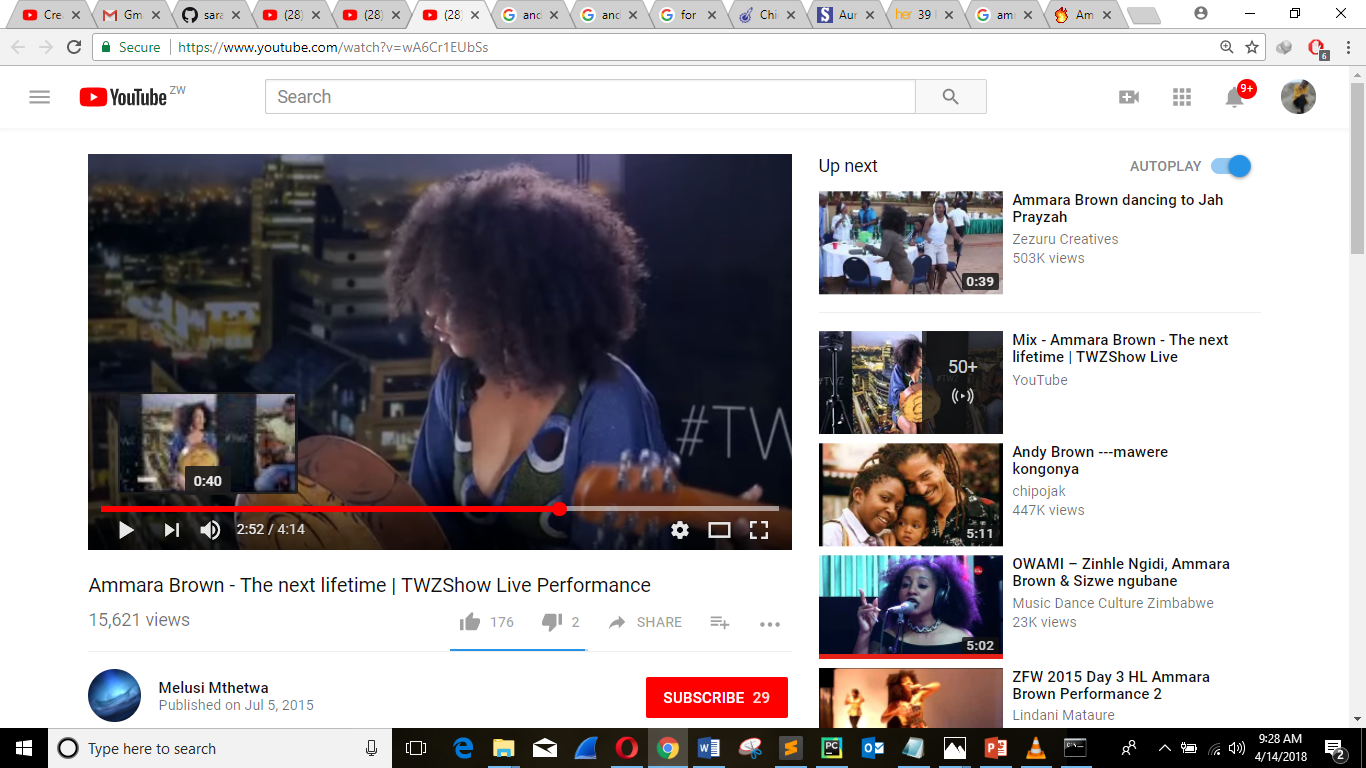 Cre
Gm
sara
(28)
(28)
(28)
and
and
for
Chi
Aur
her 39
am
Am
Secure
https://www.youtube.com/watch?v=wA6Cr1EUbSs
6
YouTube ZW
Search
9+
#TW
0:40
2:52 / 4:14
Ammara Brown - The next lifetime | TWZShow Live Performance
15,621 views
176
2
SHARE
Melusi Mthetwa
Published on Jul 5, 2015
SUBSCRIBE 29
Up next
AUTOPLAY
0:39
Ammara Brown dancing to Jah
Prayzah
Zezuru Creatives
503K views
50+
Mix - Ammara Brown - The next
lifetime | TWZShow Live
YouTube
5:11
Andy Brown ---mawere
kongonya
chipojak
447K views
5:02
OWAMI – Zinhle Ngidi, Ammara
Brown & Sizwe ngubane
Music Dance Culture Zimbabwe
23K views
ZFW 2015 Day 3 HL Ammara
Brown Performance 2
Lindani Mataure
Type here to search
9:28 AM
4/14/2018
2